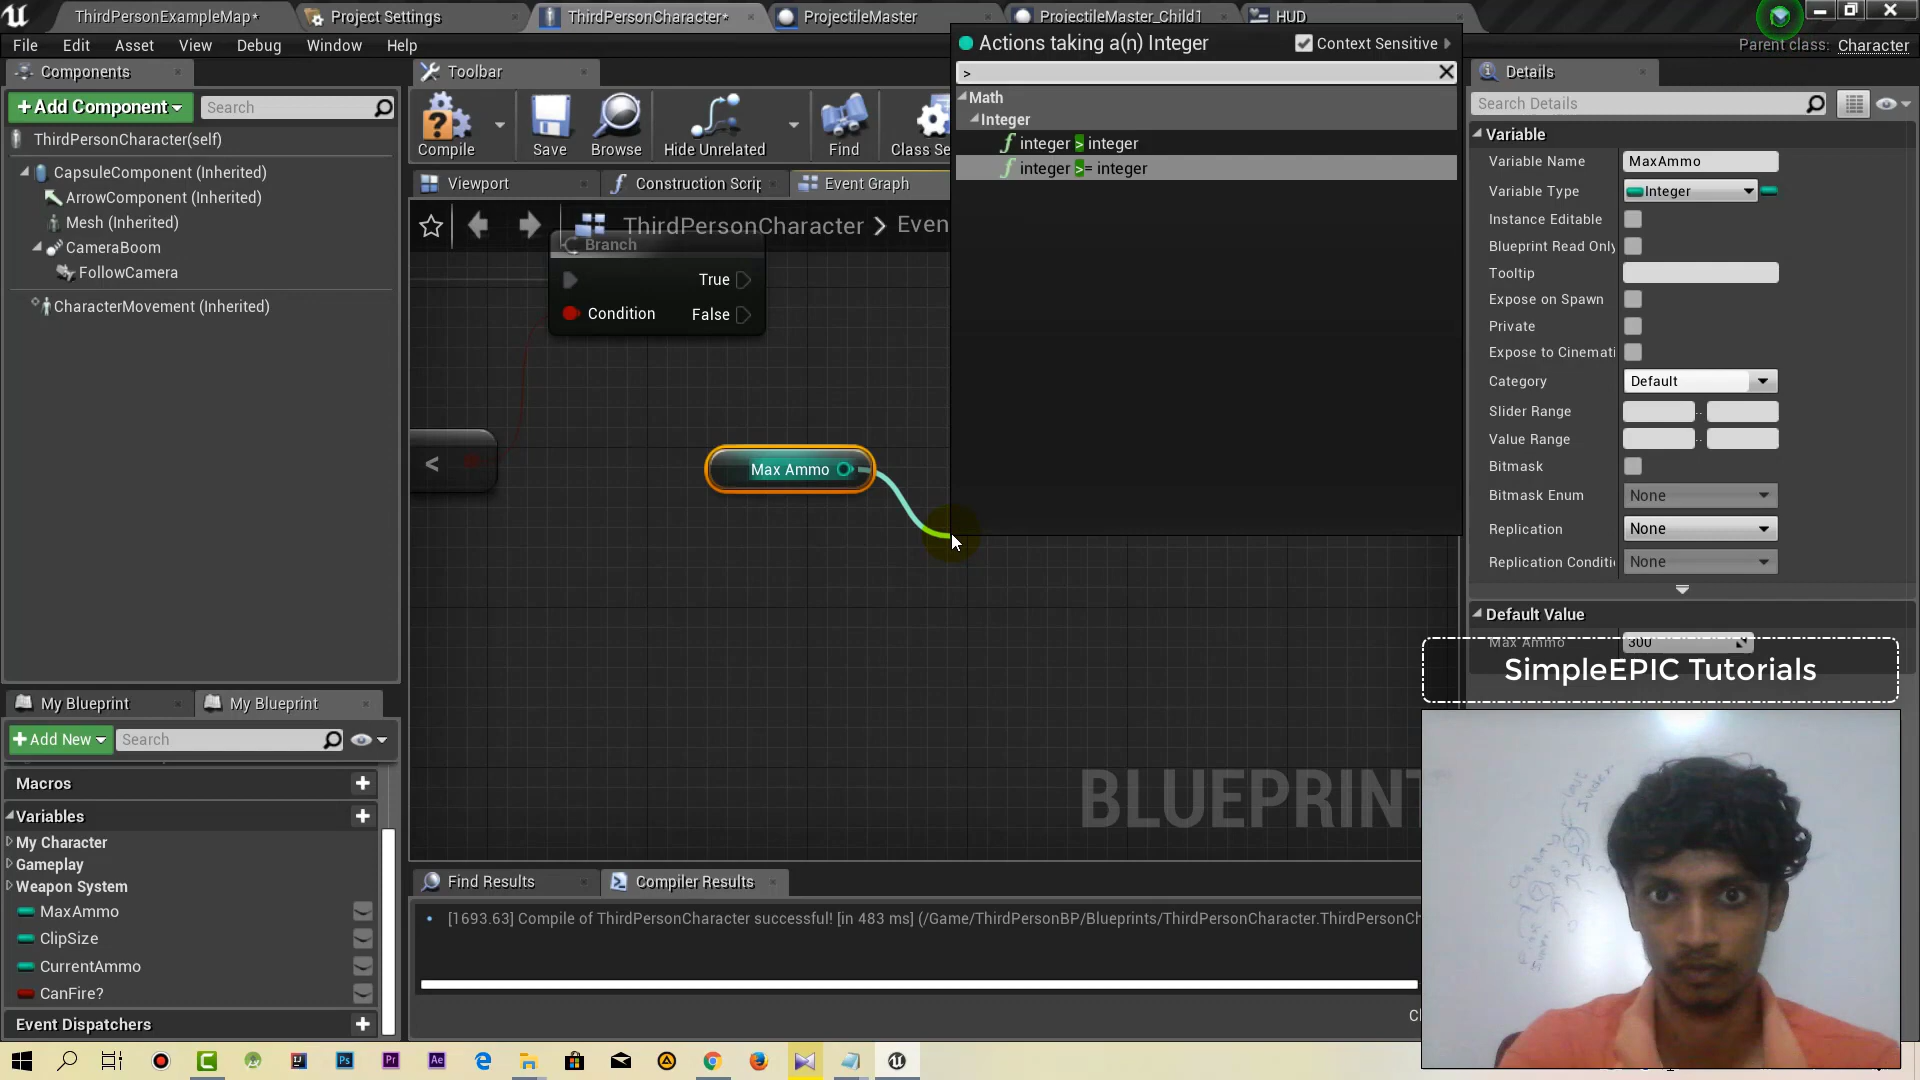 ThirdPersonExampleMap*
Project Settings
ThirdPersonCharacter*
ProjectileMaster
ProjectileMaster_Child1
HUD
File Edit Asset View Debug Window Help
Parent class: Character
Components
+Add Component
Search
ThirdPersonCharacter(self)
CapsuleComponent (Inherited)
ArrowComponent (Inherited)
Mesh (Inherited)
CameraBoom
FollowCamera
CharacterMovement (Inherited)
Toolbar
Compile
Save
Browse
Hide Unrelated
Find
Class Se
Viewport
Construction Scrip
Event Graph
ThirdPersonCharacter > Even
Branch
True
Condition
False
<
Max Ammo
BLUEPRINT
Actions taking a(n) Integer
Context Sensitive
>
Math
Integer
integer > integer
integer >= integer
Details
Search Details
Variable
Variable Name MaxAmmo
Variable Type Integer
Instance Editable
Blueprint Read Only
Tooltip
Expose on Spawn
Private
Expose to Cinemati
Category Default
Slider Range ..
Value Range ..
Bitmask
Bitmask Enum None
Replication None
Replication Conditi None
Default Value
Max Ammo 300
SimpleEPIC Tutorials
My Blueprint
My Blueprint
+Add New
Search
Macros
Variables
My Character
Gameplay
Weapon System
MaxAmmo
ClipSize
CurrentAmmo
CanFire?
Event Dispatchers
Find Results
Compiler Results
[1693.63] Compile of ThirdPersonCharacter successful! [in 483 ms] (/Game/ThirdPersonBP/Blueprints/ThirdPersonCharacter.ThirdPersonCh
Cl
Ps
Pr
Ae